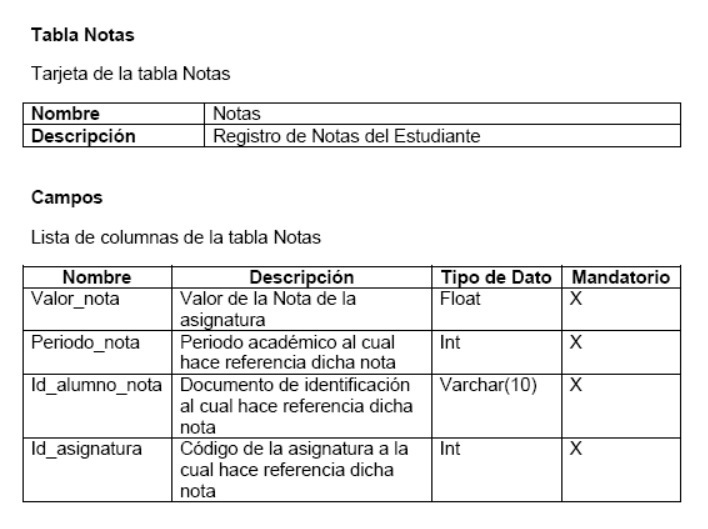 Tabla Notas
Tarjeta de la tabla Notas
Nombre Notas
Descripción Registro de Notas del Estudiante
Campos
Lista de columnas de la tabla Notas
Nombre Descripción Tipo de Dato Mandatorio
Valor_nota Valor de la Nota de la Float X
asignatura
Periodo_nota Periodo académico al cual Int X
hace referencia dicha nota
Id_alumno_nota Documento de identificación Varchar(10) X
al cual hace referencia dicha
nota
Id_asignatura Código de la asignatura a la Int X
cual hace referencia dicha
nota